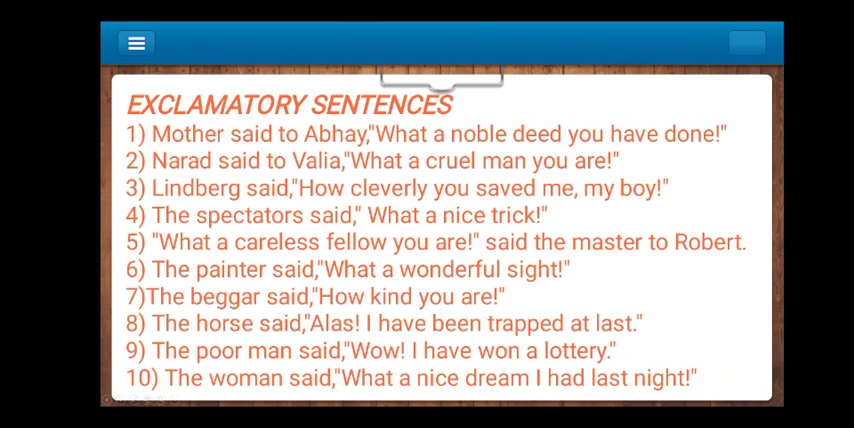 EXCLAMATORY SENTENCES
1) Mother said to Abhay,"What a noble deed you have done!"
2) Narad said to Valia,"What a cruel man you are!"
3) Lindberg said,"How cleverly you saved me, my boy!"
4) The spectators said," What a nice trick!"
5) "What a careless fellow you are!" said the master to Robert.
6) The painter said,"What a wonderful sight!"
7)The beggar said,"How kind you are!"
8) The horse said,"Alas! I have been trapped at last."
9) The poor man said,"Wow! I have won a lottery."
10) The woman said,"What a nice dream I had last night!"